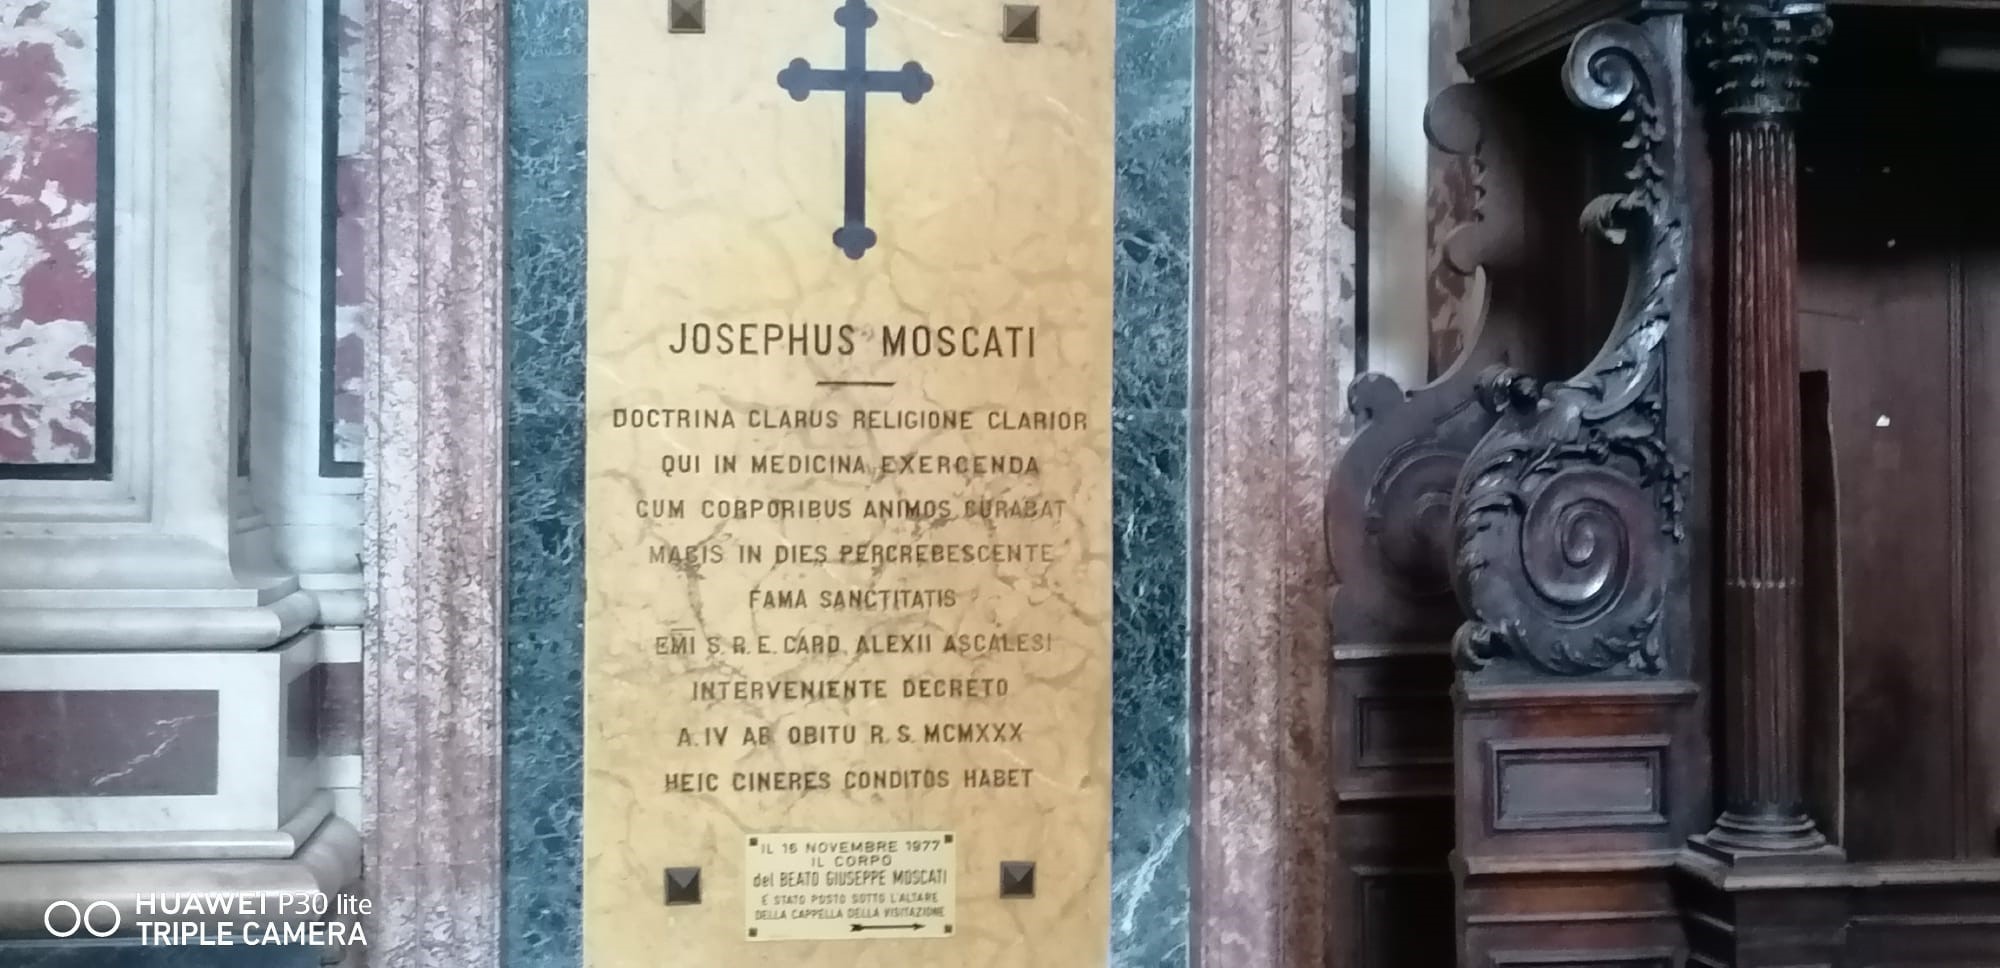 JOSEPHUS MOSCATI
DOCTRINA CLARUS RELIGIONE CLARIOR
QUI IN MEDICINA EXERCENDA
CUM CORPORIBUS ANIMOS CURABAT
MAGIS IN DIES PERCREBESCENTE
FAMA SANCTITATIS
EMI S. R. E. CARD. ALEXII ASCALESI
INTERVENIENTE DECRETO
A. IV AB OBITU R. S. MCMXXX
HEIC CINERES CONDITOS HABET
IL 16 NOVEMBRE 1977
IL CORPO
del BEATO GIUSEPPE MOSCATI
E STATO POSTO SOTTO L'ALTARE
DELLA CAPPELLA DELLA VISITAZIONE
HUAWEI P30 lite
TRIPLE CAMERA